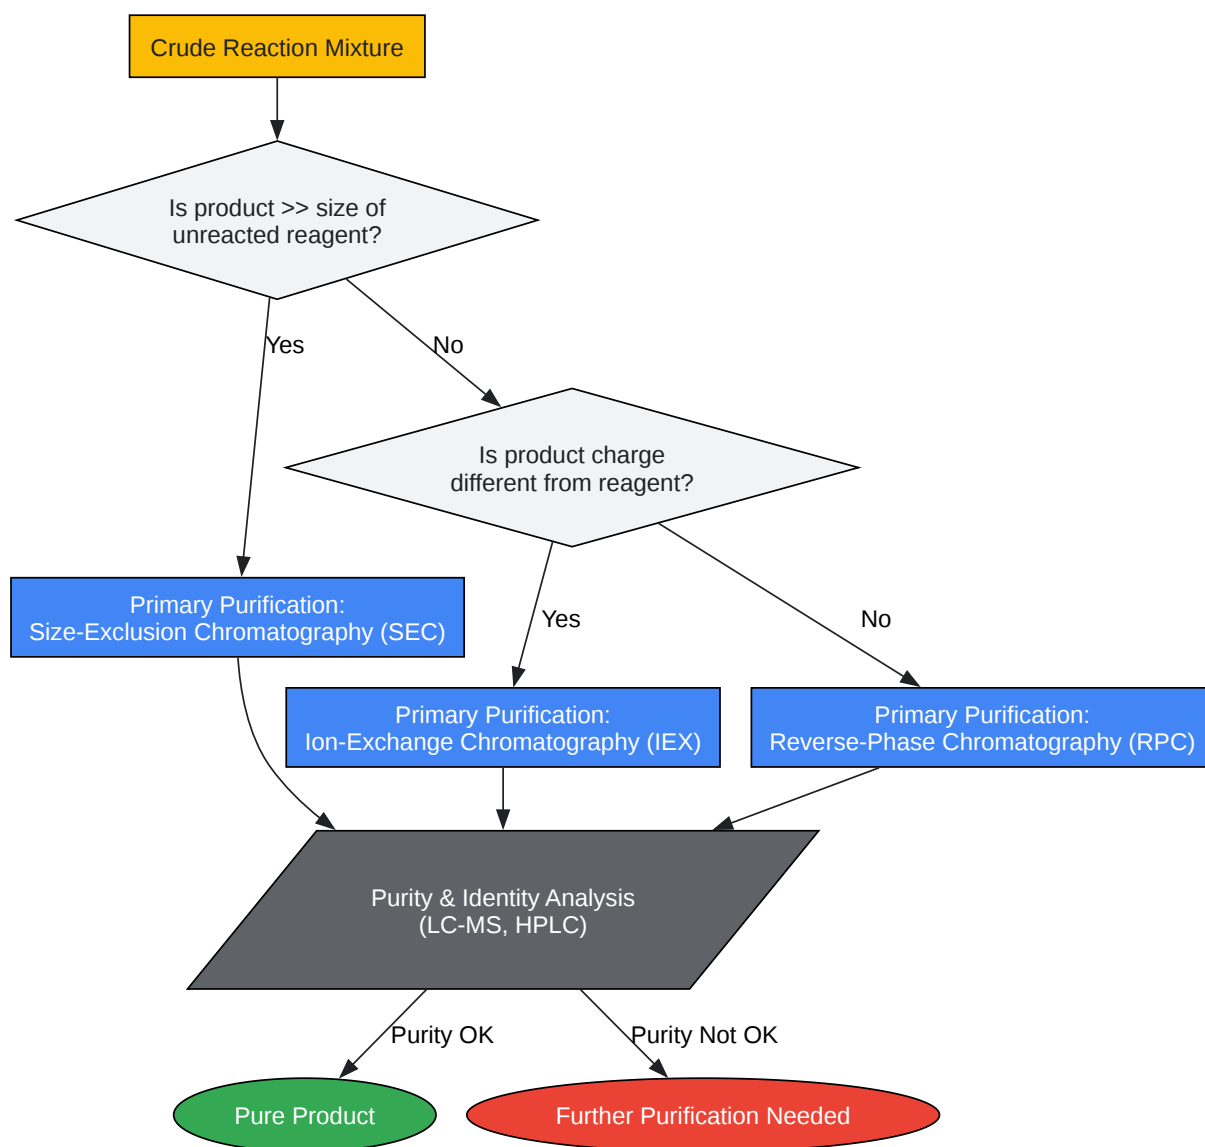 Crude Reaction Mixture
Is product >> size of
unreacted reagent?
Yes
No
Is product charge
different from reagent?
Primary Purification:
Size-Exclusion Chromatography (SEC)
Yes
No
Primary Purification:
Ion-Exchange Chromatography (IEX)
Primary Purification:
Reverse-Phase Chromatography (RPC)
Purity & Identity Analysis
(LC-MS, HPLC)
Purity OK
Purity Not OK
Pure Product
Further Purification Needed